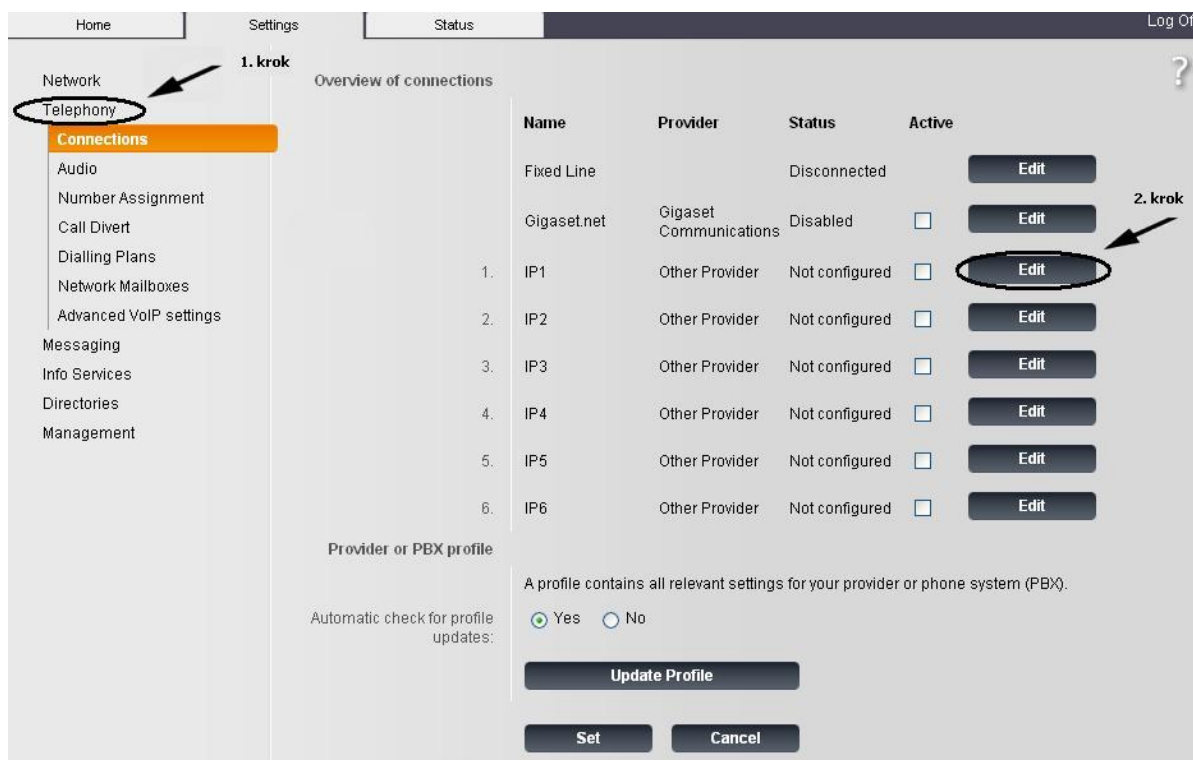 Home Settings Status Log Of
1. krok
Network
Overview of connections
?
Telephony
Name Provider Status Active
Connections
Audio
Fixed Line Disconnected Edit
Number Assignment
2. krok
Gigaset.net Gigaset Communications Disabled Edit
Call Divert
Dialling Plans
1. IP1 Other Provider Not configured Edit
Network Mailboxes
Advanced VoIP settings
2. IP2 Other Provider Not configured Edit
Messaging
3. IP3 Other Provider Not configured Edit
Info Services
Directories
4. IP4 Other Provider Not configured Edit
Management
5. IP5 Other Provider Not configured Edit
6. IP6 Other Provider Not configured Edit
Provider or PBX profile
A profile contains all relevant settings for your provider or phone system (PBX).
Automatic check for profile updates: Yes No
Update Profile
Set Cancel